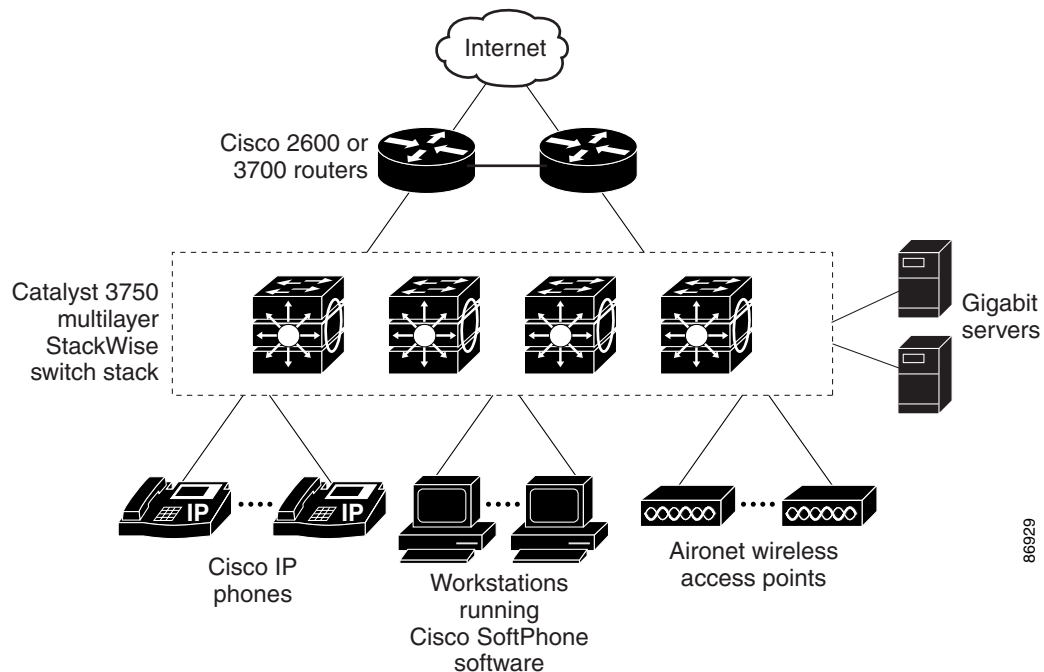 Internet
Cisco 2600 or
3700 routers
Catalyst 3750
multilayer
StackWise
switch stack
Gigabit
servers
IP
IP
Cisco IP
phones
Workstations
running
Cisco SoftPhone
software
Aironet wireless
access points
86929